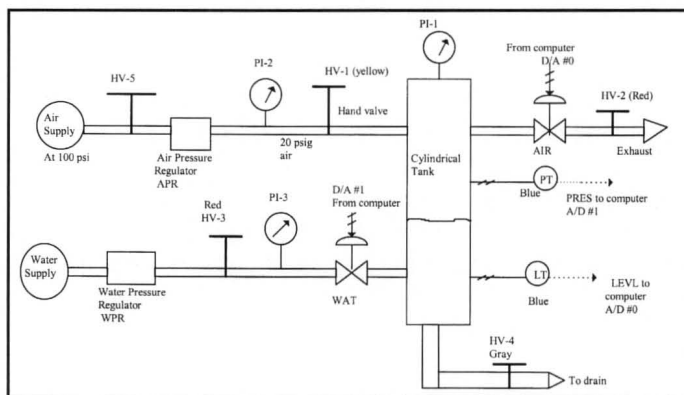 PI-1
From computer
D/A #0
HV-5
PI-2
HV-1 (yellow)
HV-2 (Red)
Air
Supply
Hand valve
At 100 psi
Air Pressure
Regulator
APR
20 psig
air
AIR
Exhaust
Cylindrical
Tank
PT
Blue
PRES to computer
A/D #1
Red
HV-3
PI-3
D/A #1
From computer
Water
Supply
Water Pressure
Regulator
WPR
WAT
LT
Blue
LEVL to
computer
A/D #0
HV-4
Gray
To drain